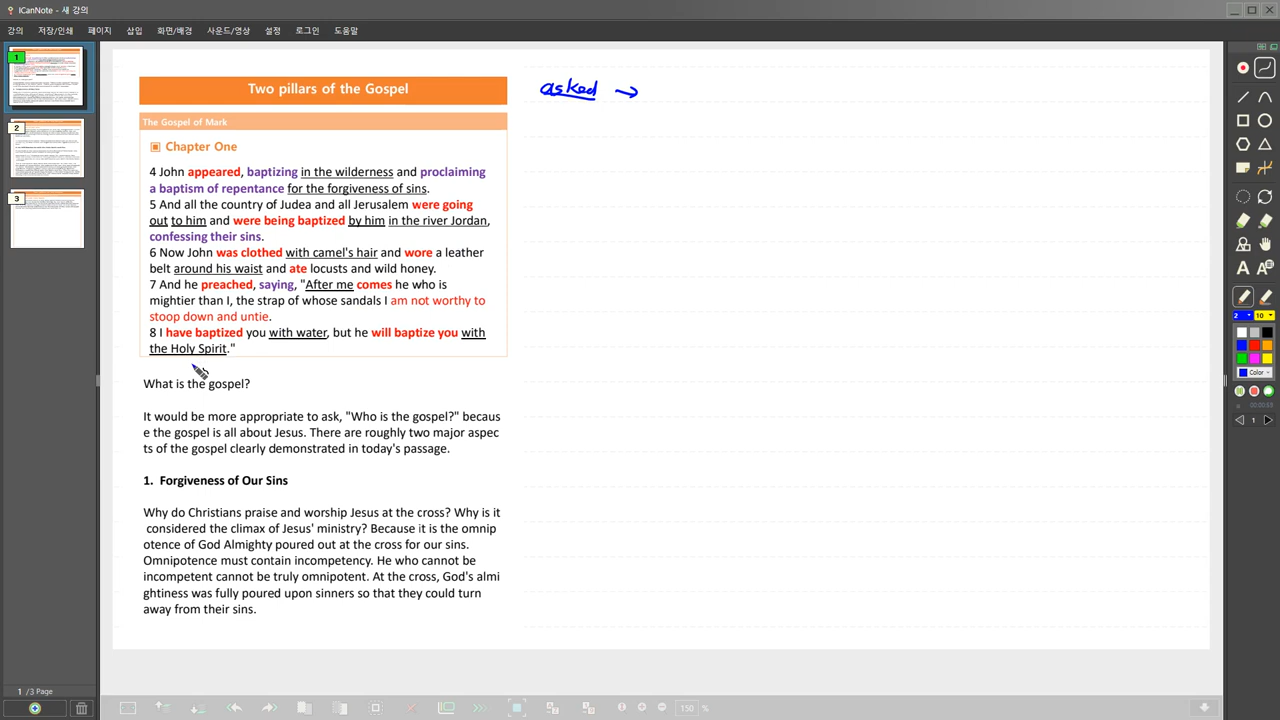 ICanNote - 새 강의
강의 저장/인쇄 페이지 삽입 화면/배경 사운드/영상 설정 로그인 도움말
1
2
3
Two pillars of the Gospel
asked →
The Gospel of Mark
▣ Chapter One
4 John appeared, baptizing in the wilderness and proclaiming
a baptism of repentance for the forgiveness of sins.
5 And all the country of Judea and all Jerusalem were going
out to him and were being baptized by him in the river Jordan,
confessing their sins.
6 Now John was clothed with camel's hair and wore a leather
belt around his waist and ate locusts and wild honey.
7 And he preached, saying, "After me comes he who is
mightier than I, the strap of whose sandals I am not worthy to
stoop down and untie.
8 I have baptized you with water, but he will baptize you with
the Holy Spirit."
What is the gospel?
It would be more appropriate to ask, "Who is the gospel?" becaus
e the gospel is all about Jesus. There are roughly two major aspec
ts of the gospel clearly demonstrated in today's passage.
1. Forgiveness of Our Sins
Why do Christians praise and worship Jesus at the cross? Why is it
considered the climax of Jesus' ministry? Because it is the omnip
otence of God Almighty poured out at the cross for our sins.
Omnipotence must contain incompetency. He who cannot be
incompetent cannot be truly omnipotent. At the cross, God's almi
ghtiness was fully poured upon sinners so that they could turn
away from their sins.
2 10
Color
1
1 /3 Page
150 %